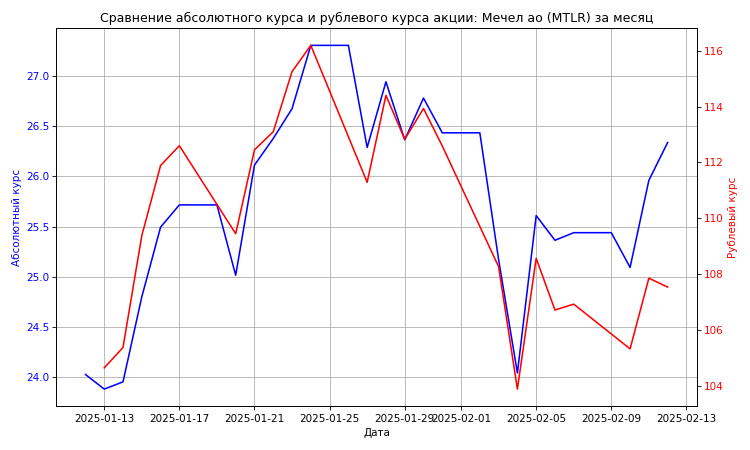 Сравнение абсолютного курса и рублевого курса акции: Мечел ао (MTLR) за месяц
Абсолютный курс
27.0
26.5
26.0
25.5
25.0
24.5
24.0
116
114
112
110
108
106
104
Рублевый курс
2025-01-13 2025-01-17 2025-01-21 2025-01-25 2025-01-29 2025-02-01 2025-02-05 2025-02-09 2025-02-13
Дата